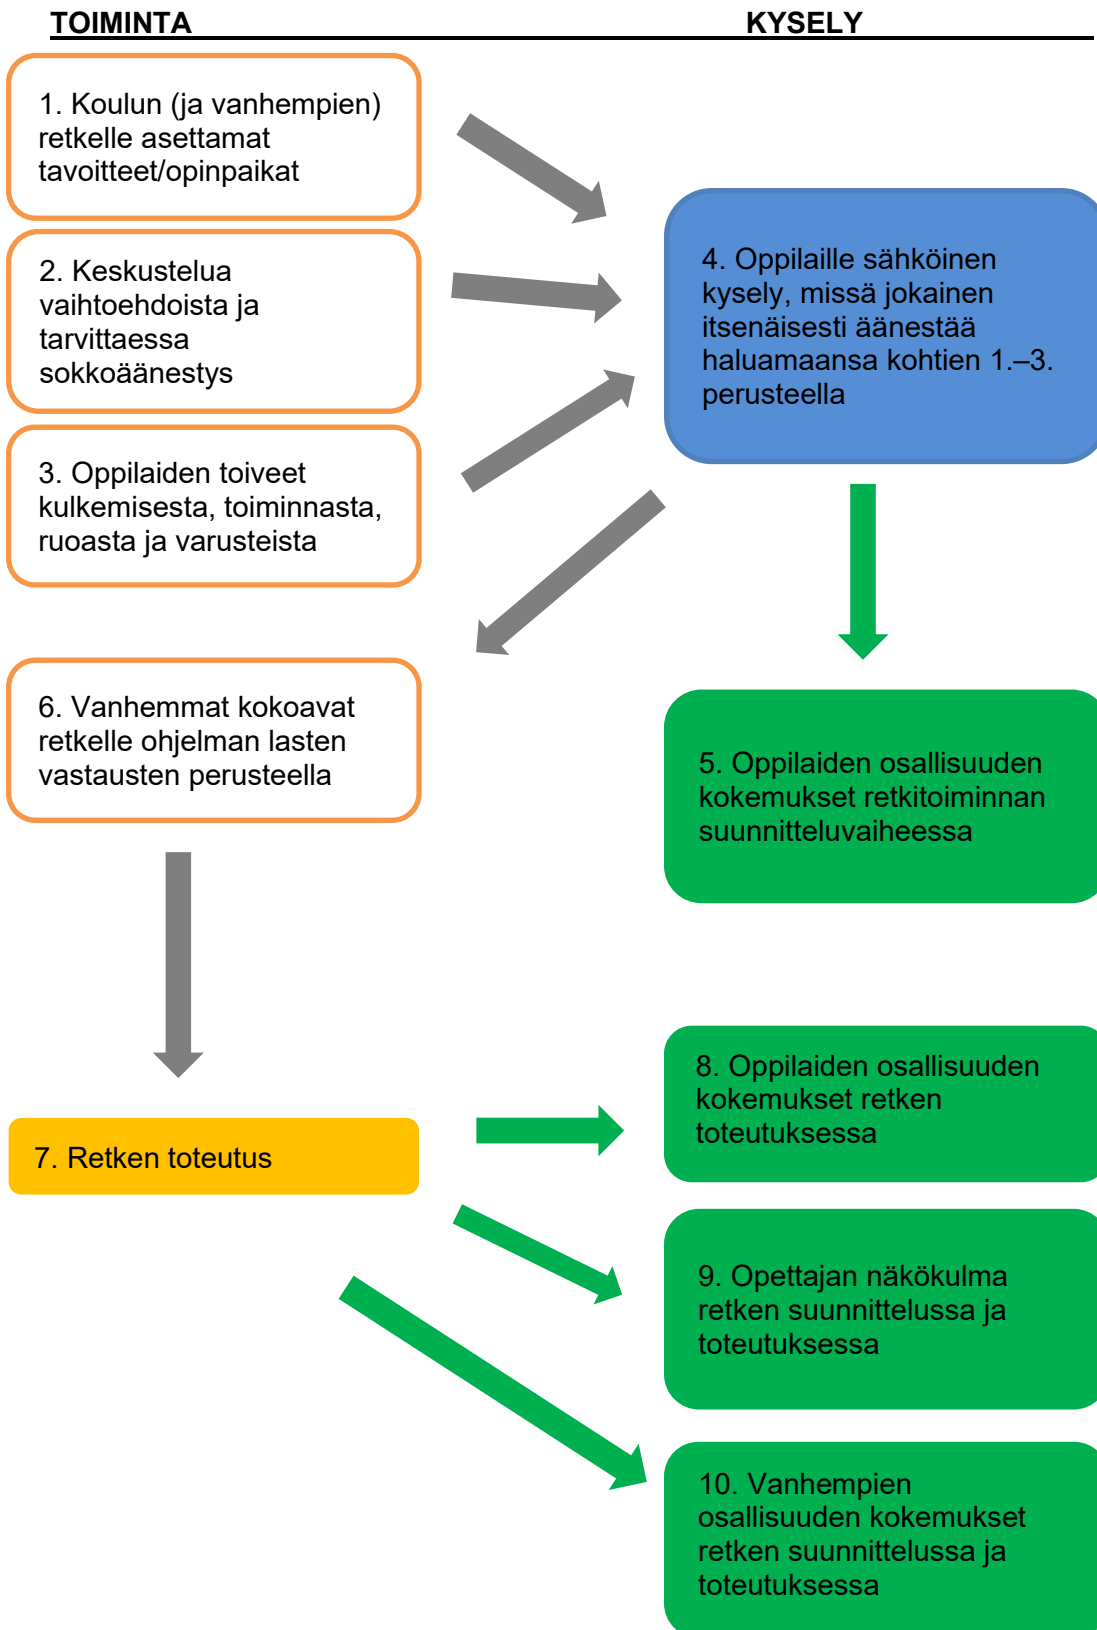 TOIMINTA KYSELY
1. Koulun (ja vanhempien)
retkelle asettamat
tavoitteet/opinpaikat
2. Keskustelua
vaihtoehdoista ja
tarvittaessa
sokkoäänestys
3. Oppilaiden toiveet
kulkemisesta, toiminnasta,
ruoasta ja varusteista
4. Oppilaille sähköinen
kysely, missä jokainen
itsenäisesti äänestää
haluamaansa kohtien 1.–3.
perusteella
5. Oppilaiden osallisuuden
kokemukset retkitoiminnan
suunnitteluvaiheessa
6. Vanhemmat kokoavat
retkelle ohjelman lasten
vastausten perusteella
7. Retken toteutus
8. Oppilaiden osallisuuden
kokemukset retken
toteutuksessa
9. Opettajan näkökulma
retken suunnittelussa ja
toteutuksessa
10. Vanhempien
osallisuuden kokemukset
retken suunnittelussa ja
toteutuksessa